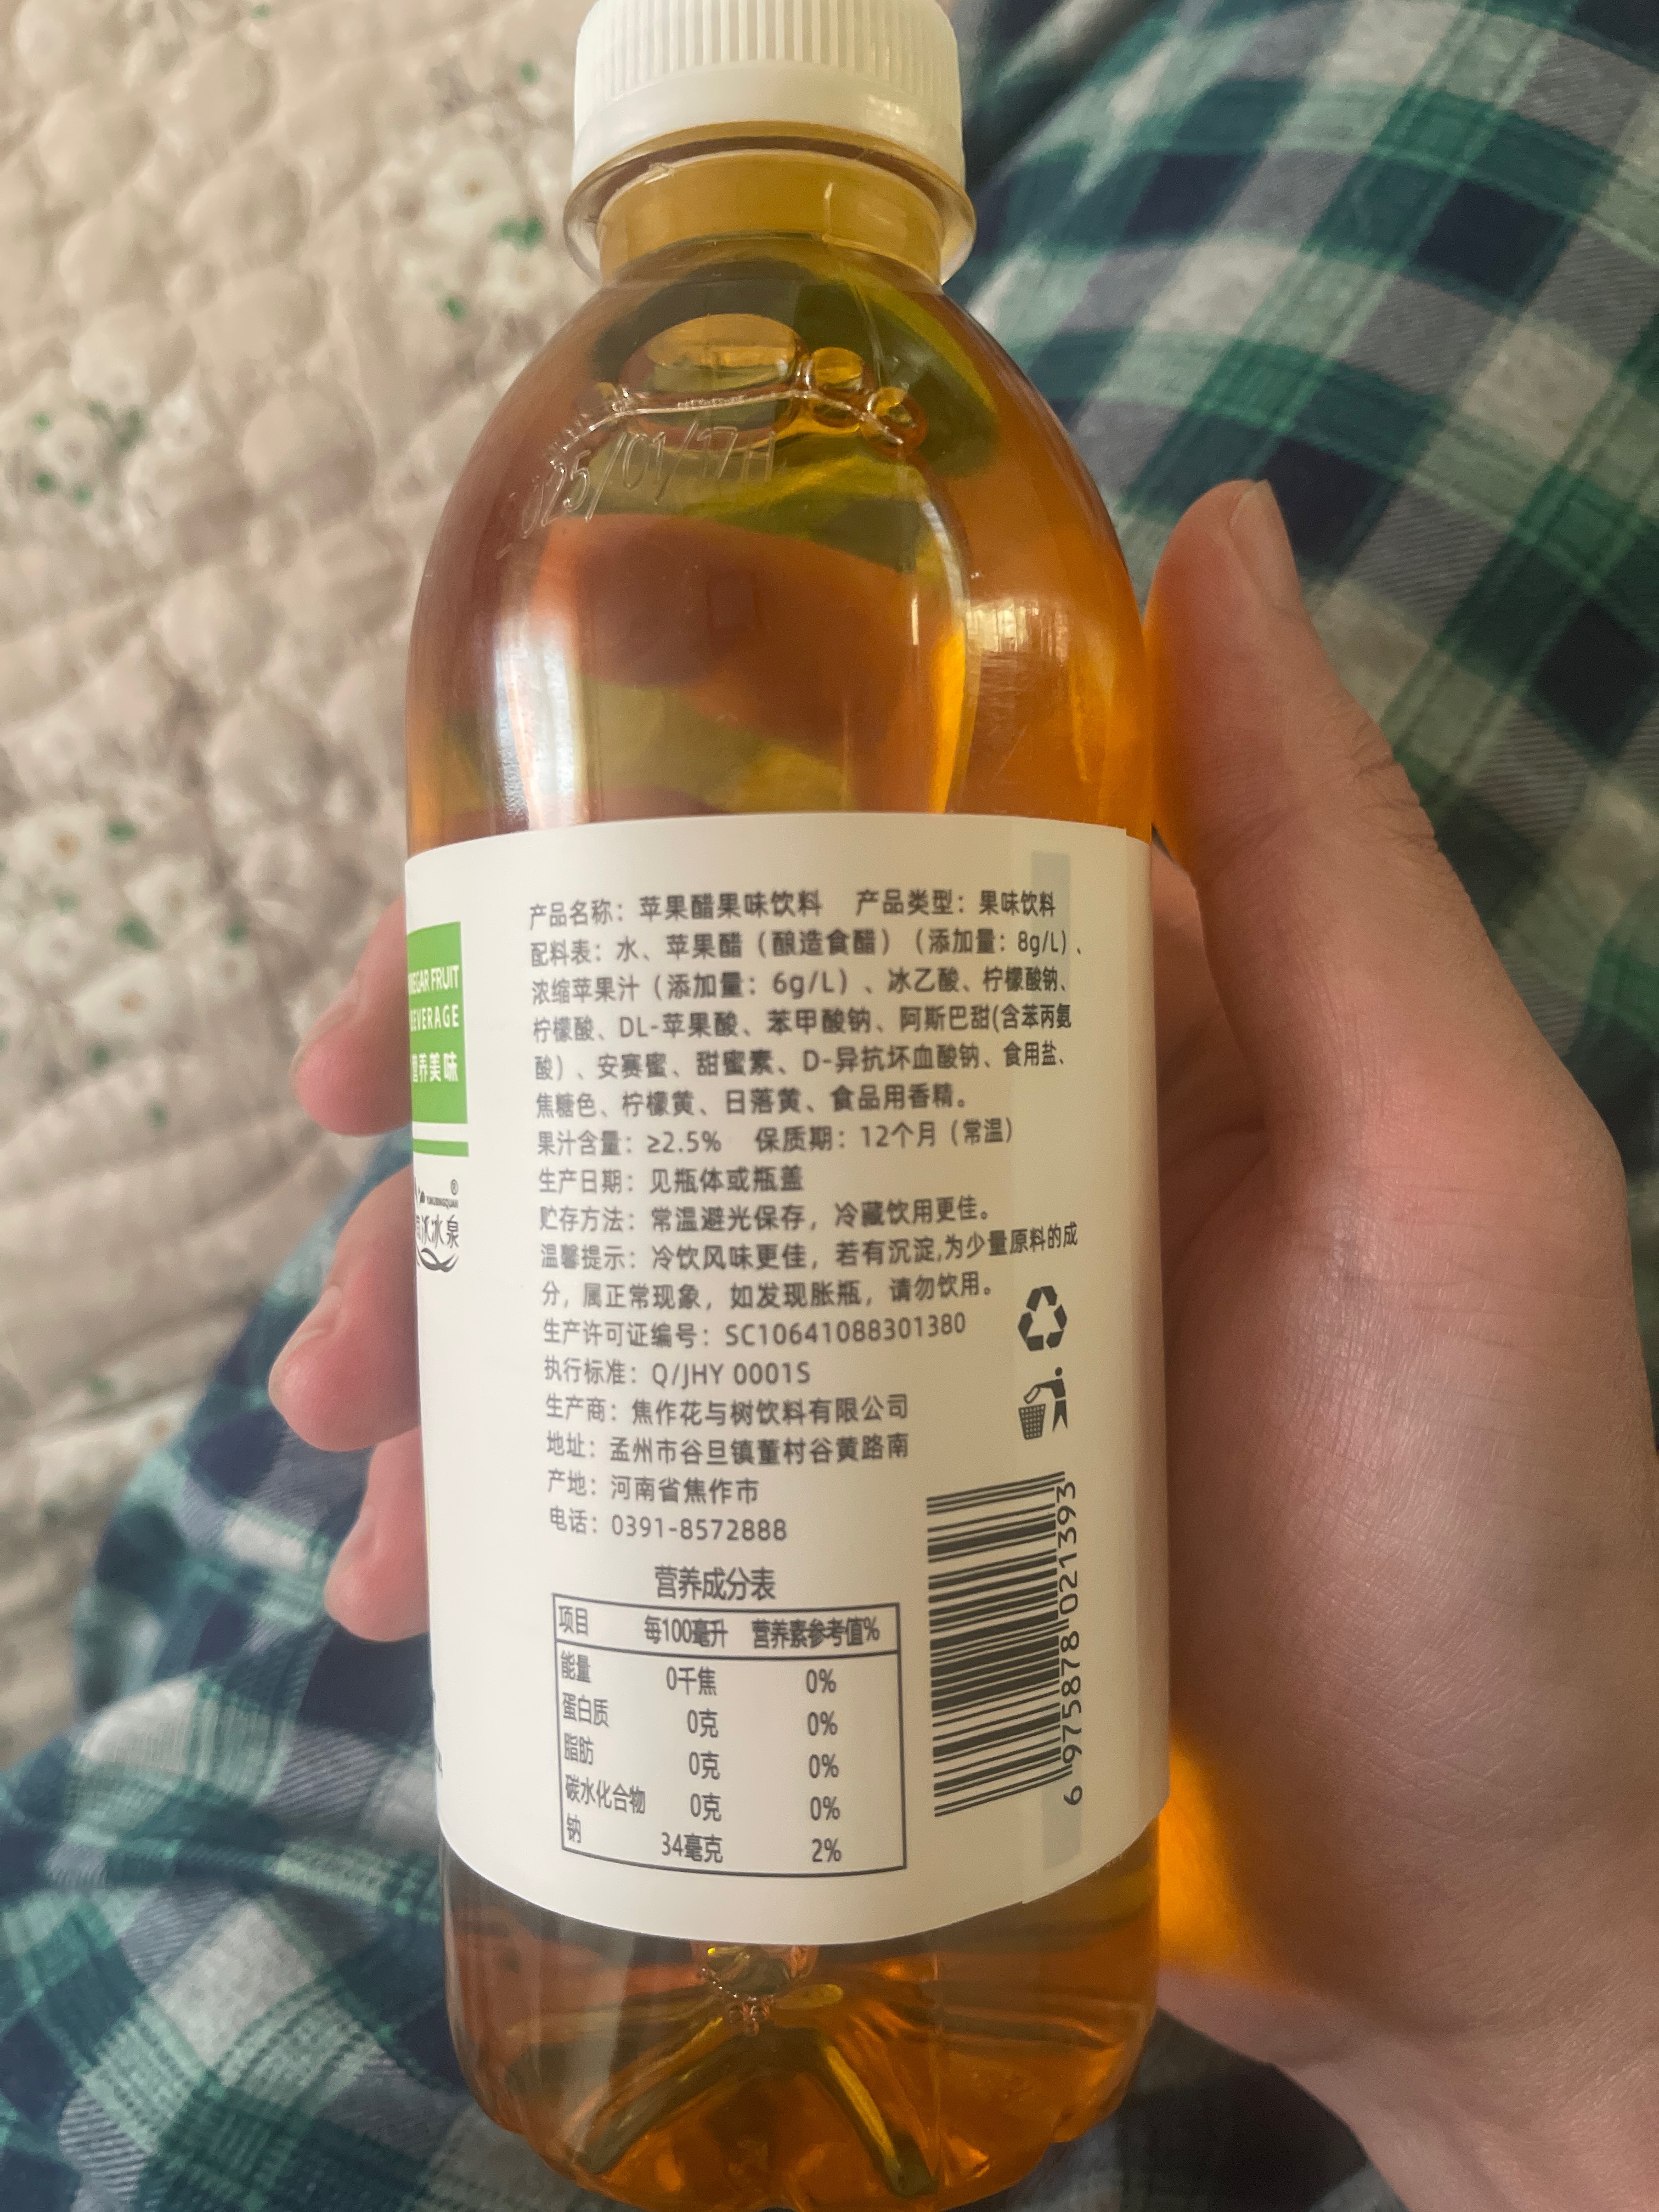 025/01/17
产品名称：苹果醋果味饮料 产品类型：果味饮料
配料表：水、苹果醋（酿造食醋）（添加量：8g/L）、
浓缩苹果汁（添加量：6g/L）、冰乙酸、柠檬酸钠、
柠檬酸、DL-苹果酸、苯甲酸钠、阿斯巴甜(含苯丙氨
酸）、安赛蜜、甜蜜素、D-异抗坏血酸钠、食用盐、
焦糖色、柠檬黄、日落黄、食品用香精。
果汁含量：≥2.5% 保质期：12个月（常温）
生产日期：见瓶体或瓶盖
贮存方法：常温避光保存，冷藏饮用更佳。
温馨提示：冷饮风味更佳，若有沉淀,为少量原料的成
分，属正常现象，如发现胀瓶，请勿饮用。
生产许可证编号：SC10641088301380
执行标准：Q/JHY 0001S
生产商：焦作花与树饮料有限公司
地址：孟州市谷旦镇董村谷黄路南
产地：河南省焦作市
电话：0391-8572888
营养成分表
项目 每100毫升 营养素参考值%
能量 0千焦 0%
蛋白质 0克 0%
脂肪 0克 0%
碳水化合物 0克 0%
钠 34毫克 2%
6 975878 021393
FRUIT
BEVERAGE
养美味
冰水泉
®